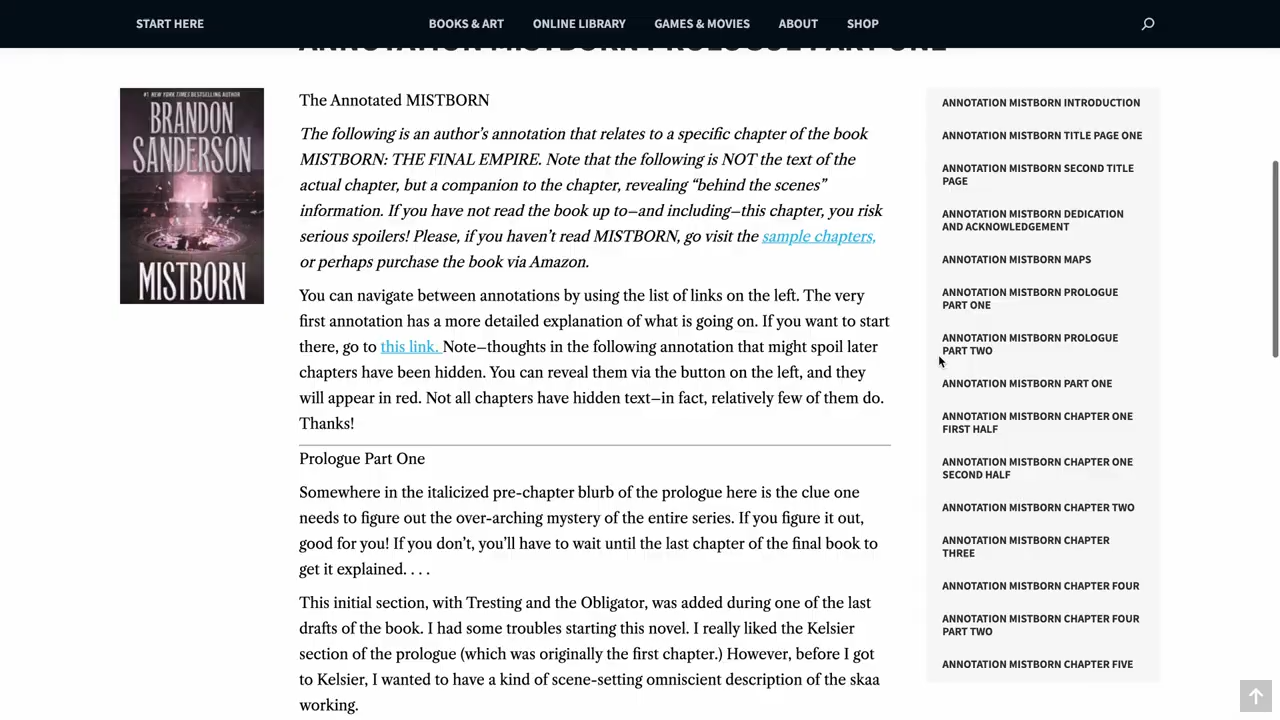 START HERE
BOOKS & ART
ONLINE LIBRARY
GAMES & MOVIES
ABOUT
SHOP
ANNOTATION MISTBORN PROLOGUE PART ONE
#1 NEW YORK TIMES BESTSELLING AUTHOR
BRANDON
SANDERSON
MISTBORN
The Annotated MISTBORN
The following is an author’s annotation that relates to a specific chapter of the book
MISTBORN: THE FINAL EMPIRE. Note that the following is NOT the text of the
actual chapter, but a companion to the chapter, revealing “behind the scenes”
information. If you have not read the book up to—and including—this chapter, you risk
serious spoilers! Please, if you haven’t read MISTBORN, go visit the sample chapters,
or perhaps purchase the book via Amazon.
You can navigate between annotations by using the list of links on the left. The very
first annotation has a more detailed explanation of what is going on. If you want to start
there, go to this link. Note—thoughts in the following annotation that might spoil later
chapters have been hidden. You can reveal them via the button on the left, and they
will appear in red. Not all chapters have hidden text—in fact, relatively few of them do.
Thanks!
Prologue Part One
Somewhere in the italicized pre-chapter blurb of the prologue here is the clue one
needs to figure out the over-arching mystery of the entire series. If you figure it out,
good for you! If you don’t, you’ll have to wait until the last chapter of the final book to
get it explained. . . .
This initial section, with Tresting and the Obligator, was added during one of the last
drafts of the book. I had some troubles starting this novel. I really liked the Kelsier
section of the prologue (which was originally the first chapter.) However, before I got
to Kelsier, I wanted to have a kind of scene-setting omniscient description of the skaa
working.
ANNOTATION MISTBORN INTRODUCTION
ANNOTATION MISTBORN TITLE PAGE ONE
ANNOTATION MISTBORN SECOND TITLE
PAGE
ANNOTATION MISTBORN DEDICATION
AND ACKNOWLEDGEMENT
ANNOTATION MISTBORN MAPS
ANNOTATION MISTBORN PROLOGUE
PART ONE
ANNOTATION MISTBORN PROLOGUE
PART TWO
ANNOTATION MISTBORN PART ONE
ANNOTATION MISTBORN CHAPTER ONE
FIRST HALF
ANNOTATION MISTBORN CHAPTER ONE
SECOND HALF
ANNOTATION MISTBORN CHAPTER TWO
ANNOTATION MISTBORN CHAPTER
THREE
ANNOTATION MISTBORN CHAPTER FOUR
ANNOTATION MISTBORN CHAPTER FOUR
PART TWO
ANNOTATION MISTBORN CHAPTER FIVE